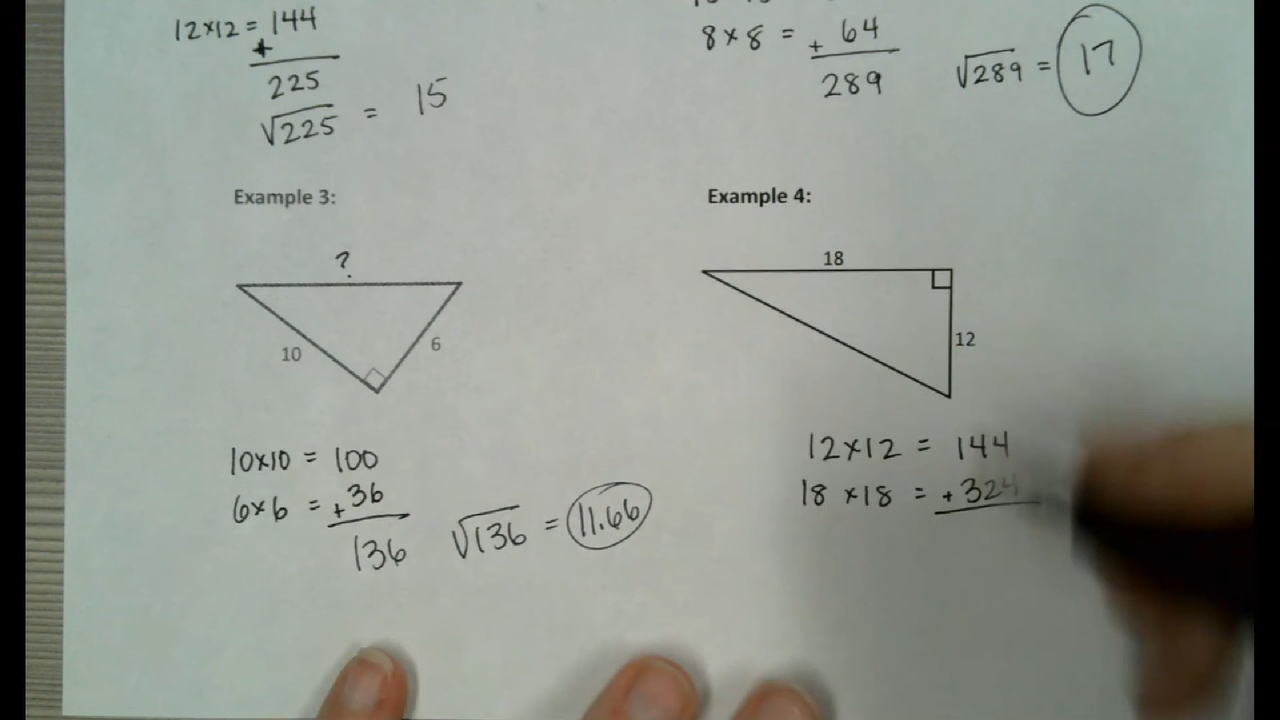 12×12 = 144
+
225
√225 = 15
8×8 = + 64
289
√289 = 17
Example 3:
?
10
6
10×10 = 100
6×6 = +36
136
√136 = 11.66
Example 4:
18
12
12×12 = 144
18×18 = +324